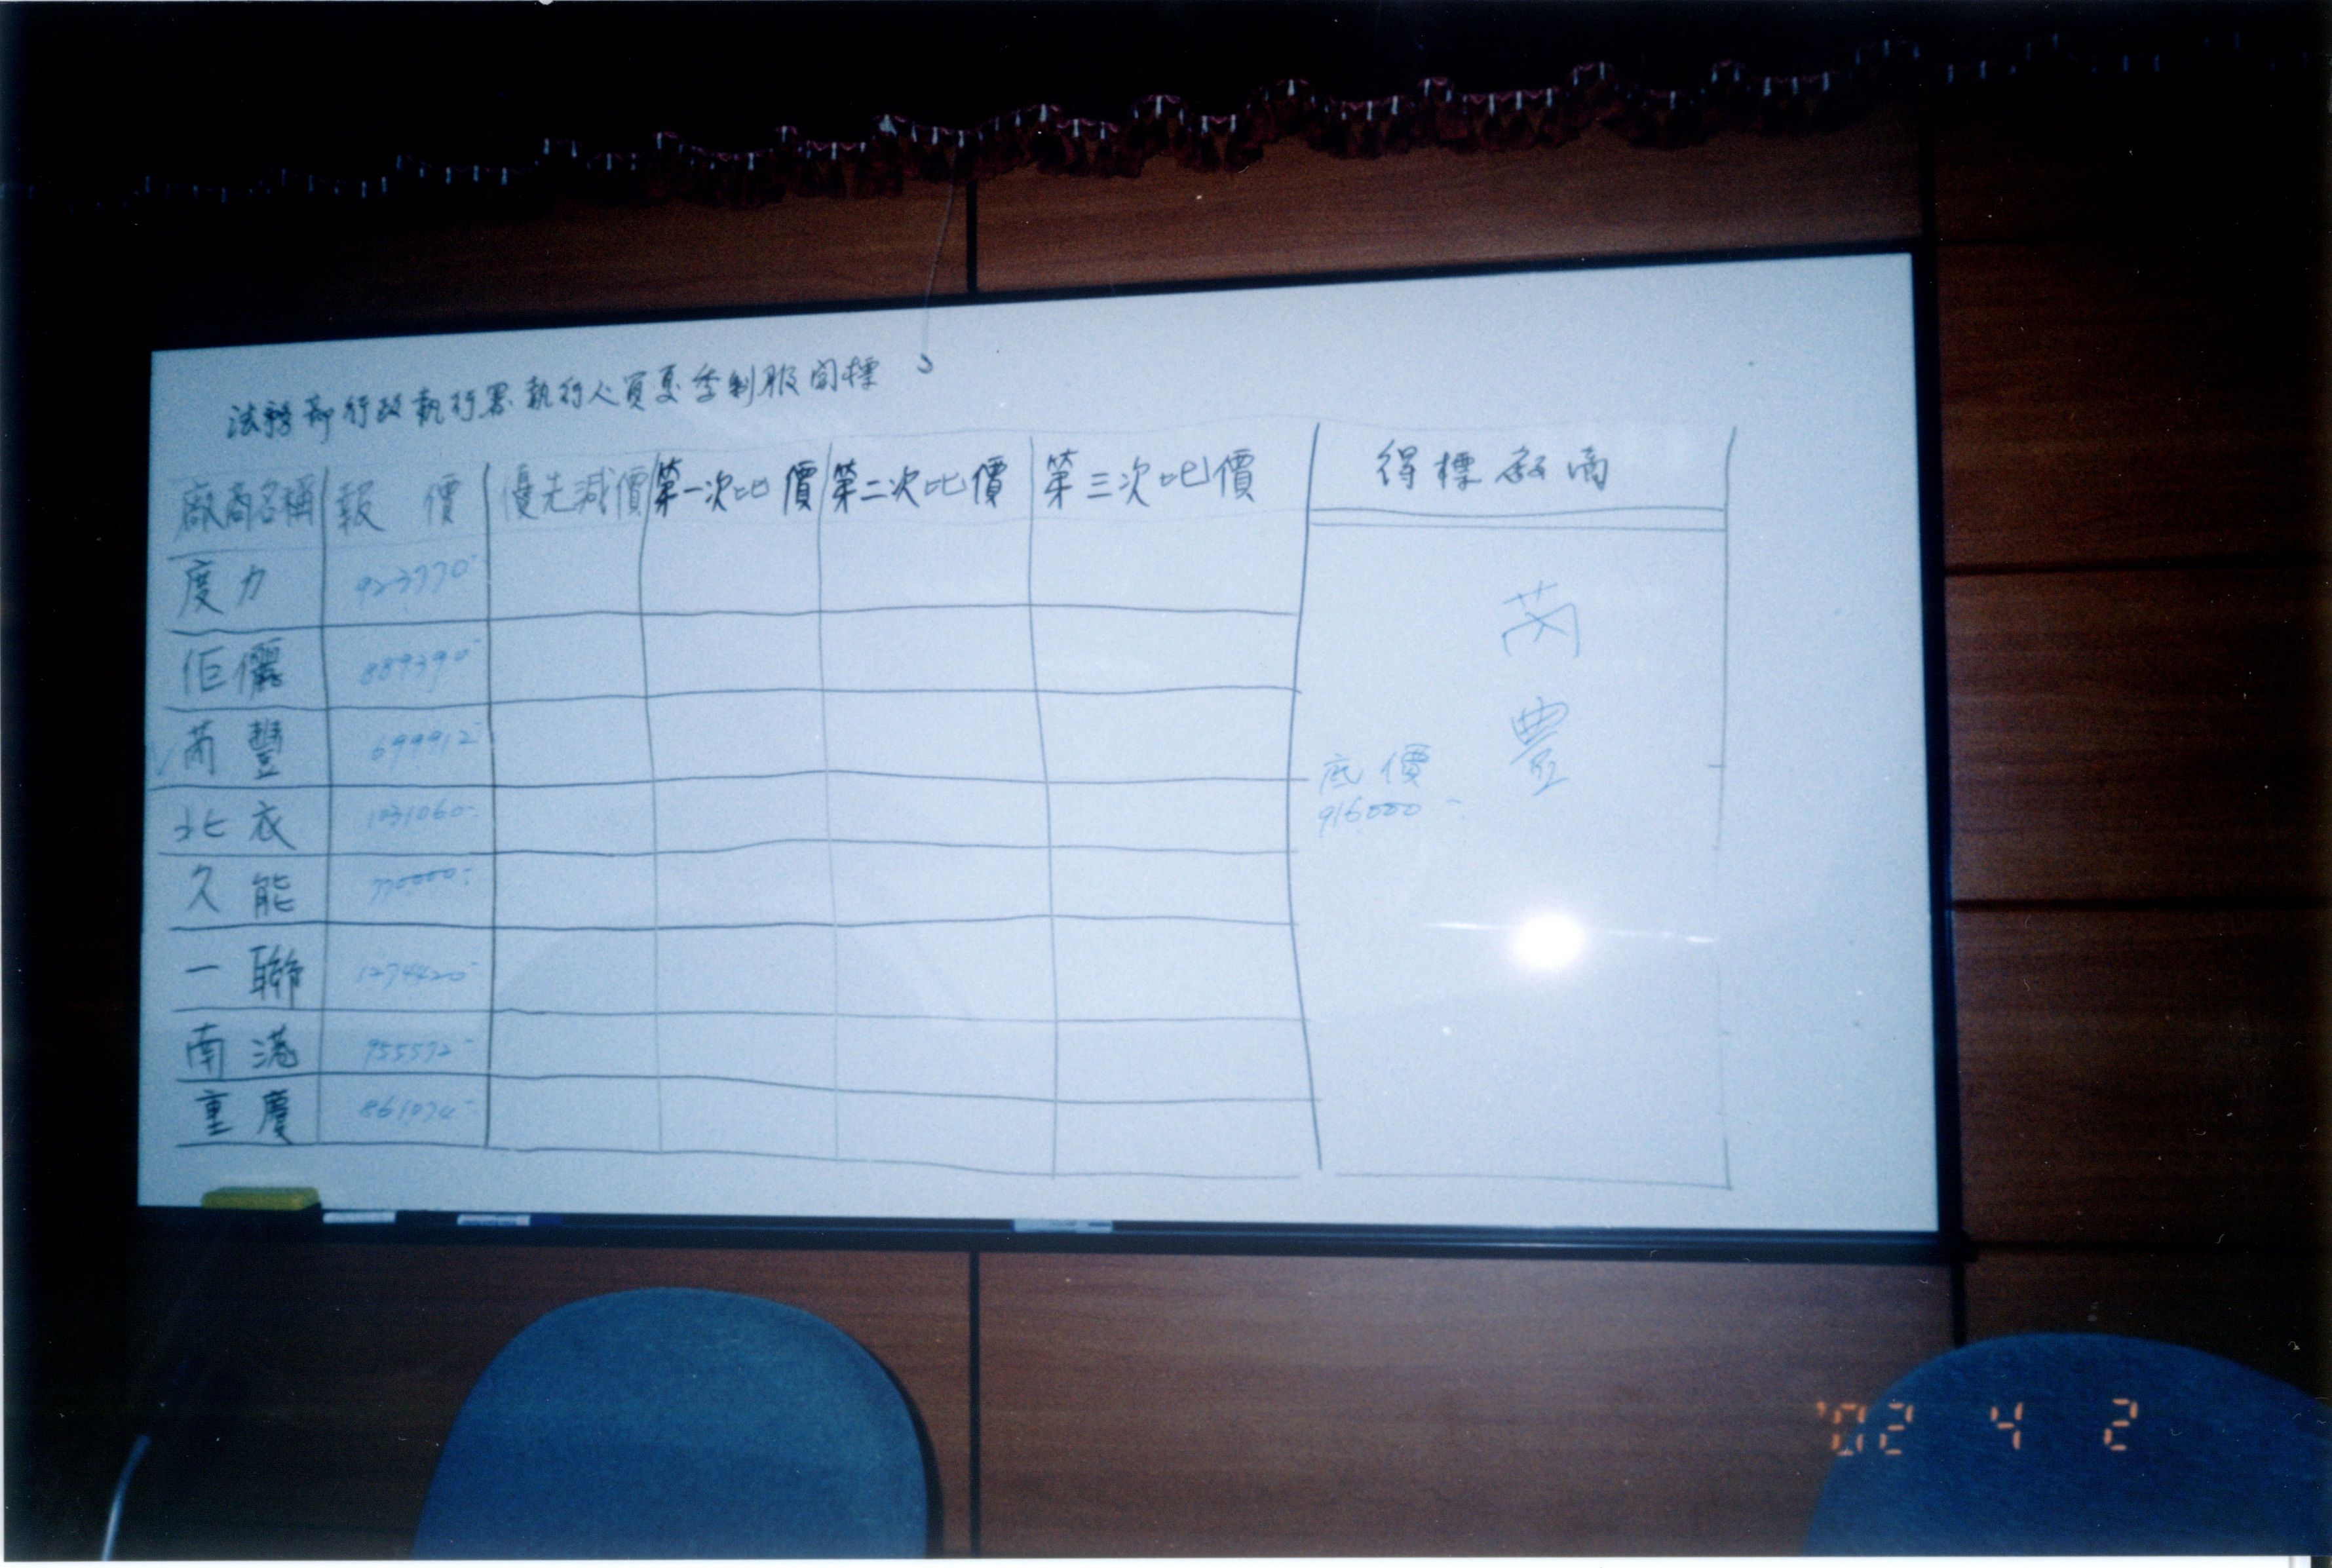 法務部行政執行署執行人員夏季制服開標
廠商名稱 報價 優先減價 第一次比價 第二次比價 第三次比價 得標廠商
度力 923770-
佢儷 889390-
✓芮豐 699912-
北衣 1031060-
久能 770000-
一聯 1274420-
南港 955572-
重慶 861074-
芮豐
底價
916000-
'02 4 2